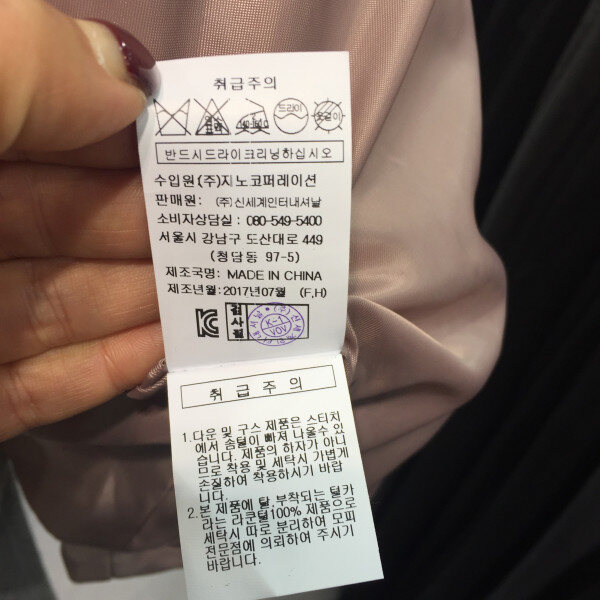 취급주의
드라이
140-160℃
옷걸이
반드시드라이크리닝하십시오
수입원 (주)지노코퍼레이션
판매원: (주)신세계인터내셔날
소비자상담실 : 080-549-5400
서울시 강남구 도산대로 449
(청담동 97-5)
제조국명: MADE IN CHINA
제조년월: 2017년07월 (F,H)
검사필
K-1
VOV
취급주의
1.다운 및 구스 제품은 스티치
에서 솜털이 빠져 나올수 있
습니다. 제품의 하자가 아니
므로 착용 및 세탁시 가볍게
손질하여 착용하시기 바랍
니다.
2.본 제품에 탈,부착되는 털카
라는 라쿤털100% 제품으로
세탁시 따로 분리하여 모피
전문점에 의뢰하여 주시기
바랍니다.